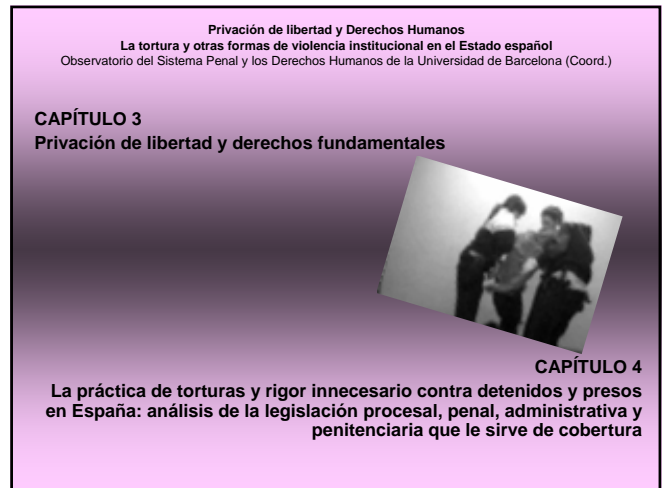 Privación de libertad y Derechos Humanos
La tortura y otras formas de violencia institucional en el Estado español
Observatorio del Sistema Penal y los Derechos Humanos de la Universidad de Barcelona (Coord.)
CAPÍTULO 3
Privación de libertad y derechos fundamentales
CAPÍTULO 4
La práctica de torturas y rigor innecesario contra detenidos y presos
en España: análisis de la legislación procesal, penal, administrativa y
penitenciaria que le sirve de cobertura